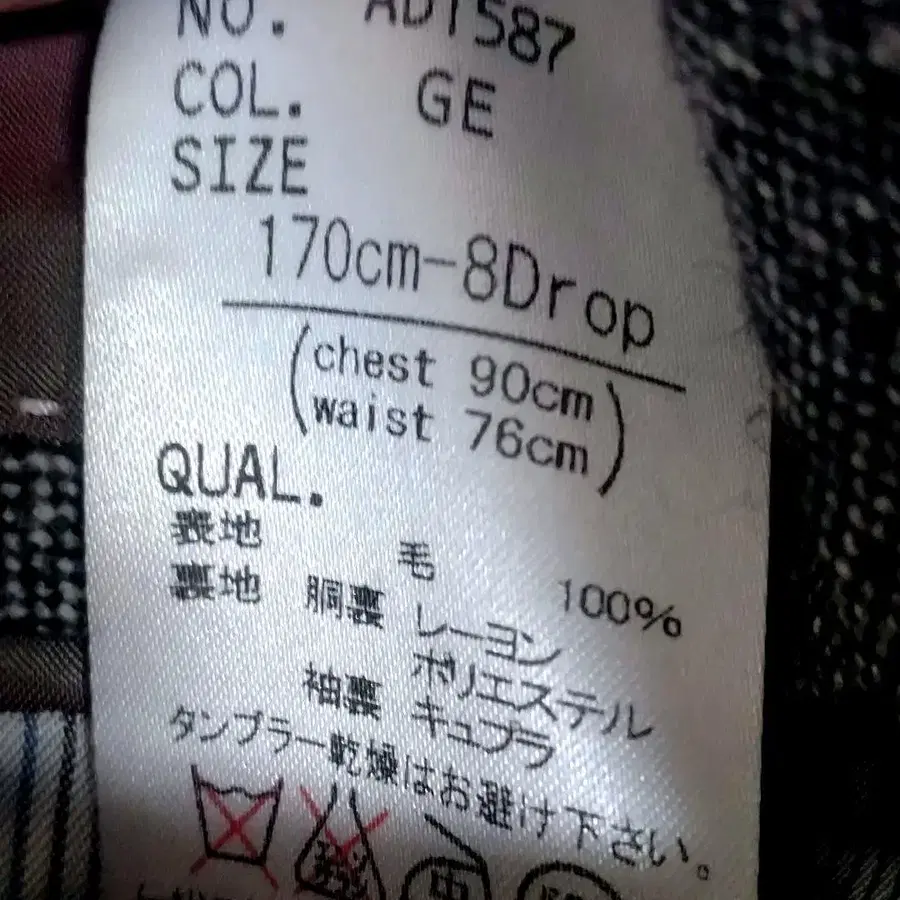 NO. AD1587
COL. GE
SIZE
170cm-8Drop
(chest 90cm
waist 76cm)
QUAL.
表地 毛 100%
裏地 胴裏 レーヨン
ポリエステル
袖裏 キュプラ
タンブラー乾燥はお避け下さい。
中